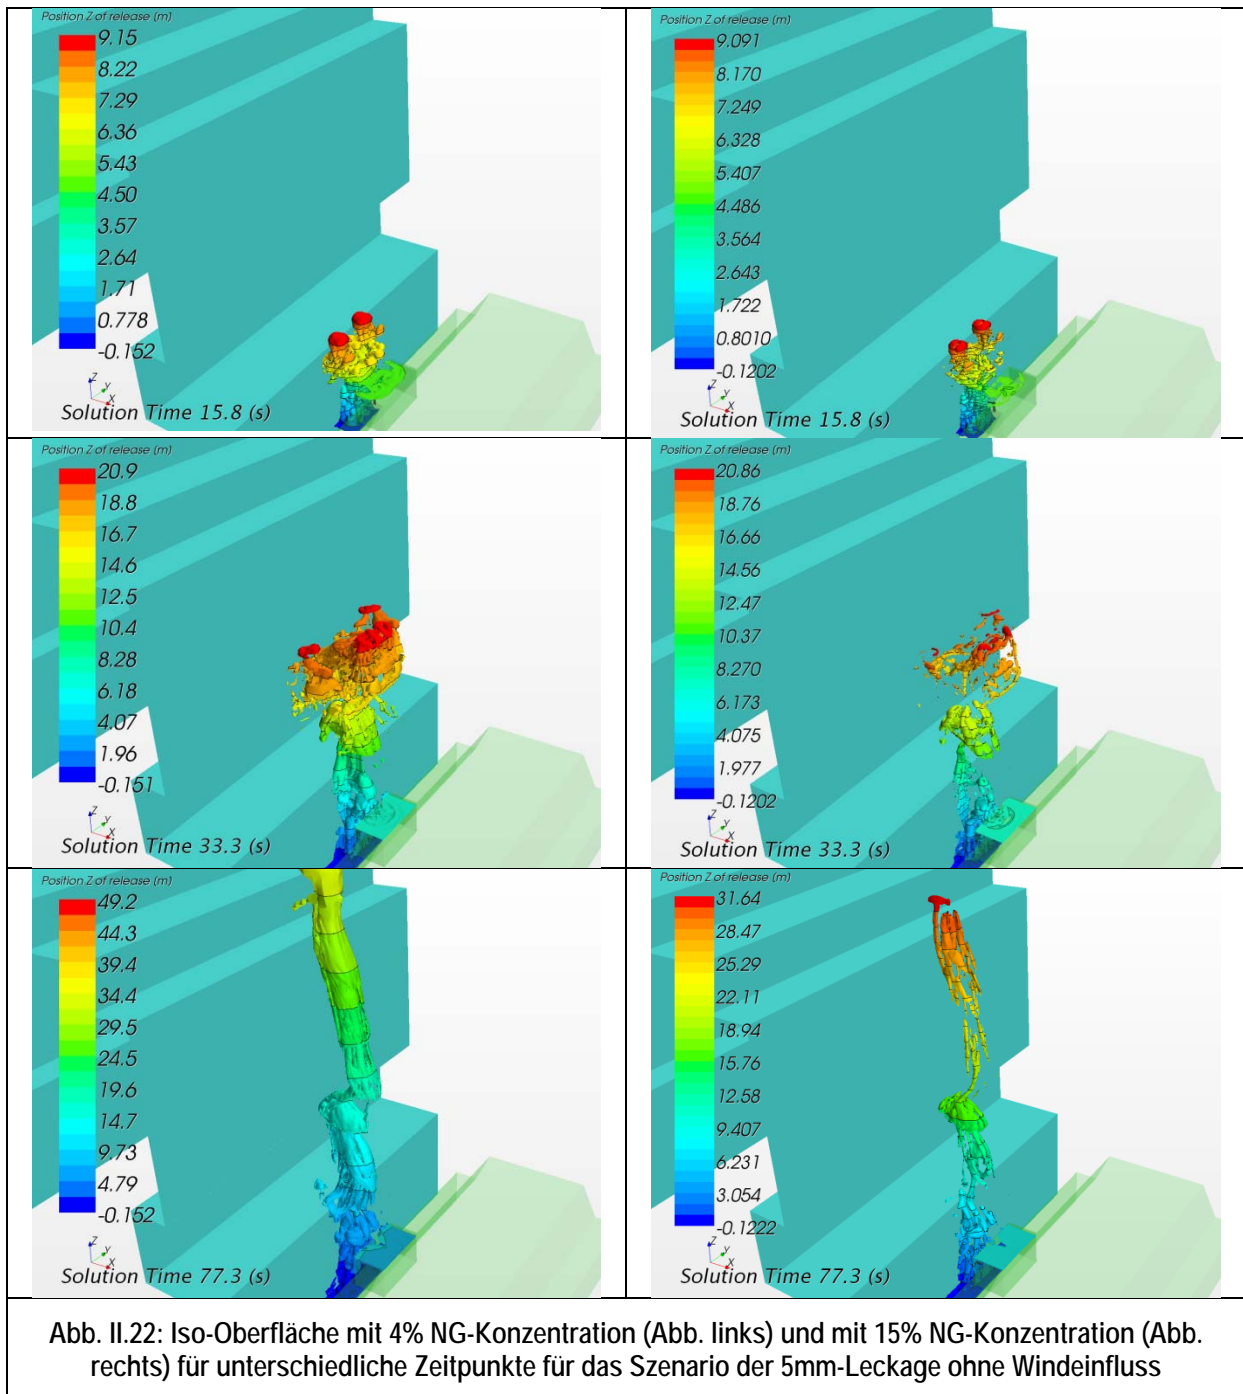 Position Z of release (m)
9.15
8.22
7.29
6.36
5.43
4.50
3.57
2.64
1.71
0.778
-0.152
Z
Y
X
Solution Time 15.8 (s)
Position Z of release (m)
9.091
8.170
7.249
6.328
5.407
4.486
3.564
2.643
1.722
0.8010
-0.1202
Z
Y
X
Solution Time 15.8 (s)
Position Z of release (m)
20.9
18.8
16.7
14.6
12.5
10.4
8.28
6.18
4.07
1.96
-0.151
Z
Y
X
Solution Time 33.3 (s)
Position Z of release (m)
20.86
18.76
16.66
14.56
12.47
10.37
8.270
6.173
4.075
1.977
-0.1202
Z
Y
X
Solution Time 33.3 (s)
Position Z of release (m)
49.2
44.3
39.4
34.4
29.5
24.5
19.6
14.7
9.73
4.79
-0.152
Z
Y
X
Solution Time 77.3 (s)
Position Z of release (m)
31.64
28.47
25.29
22.11
18.94
15.76
12.58
9.407
6.231
3.054
-0.1222
Z
Y
X
Solution Time 77.3 (s)
Abb. II.22: Iso-Oberfläche mit 4% NG-Konzentration (Abb. links) und mit 15% NG-Konzentration (Abb.
rechts) für unterschiedliche Zeitpunkte für das Szenario der 5mm-Leckage ohne Windeinfluss